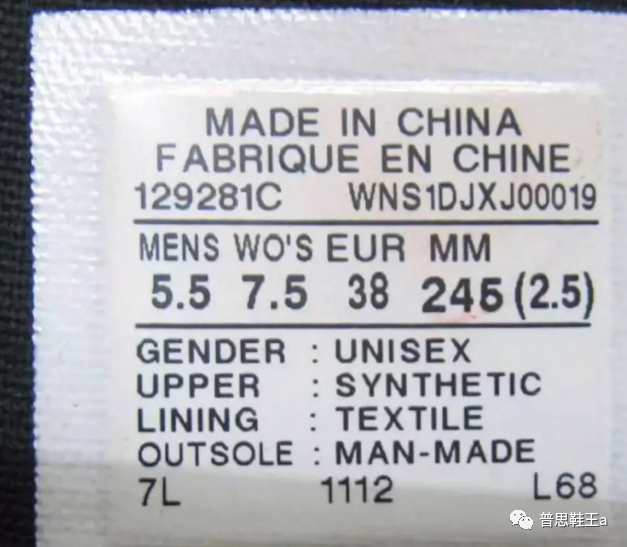 MADE IN CHINA
FABRIQUE EN CHINE
129281C WNS1DJXJ00019
MENS WO'S EUR MM
5.5 7.5 38 245 (2.5)
GENDER : UNISEX
UPPER : SYNTHETIC
LINING : TEXTILE
OUTSOLE : MAN-MADE
7L 1112 L68
普思鞋王a